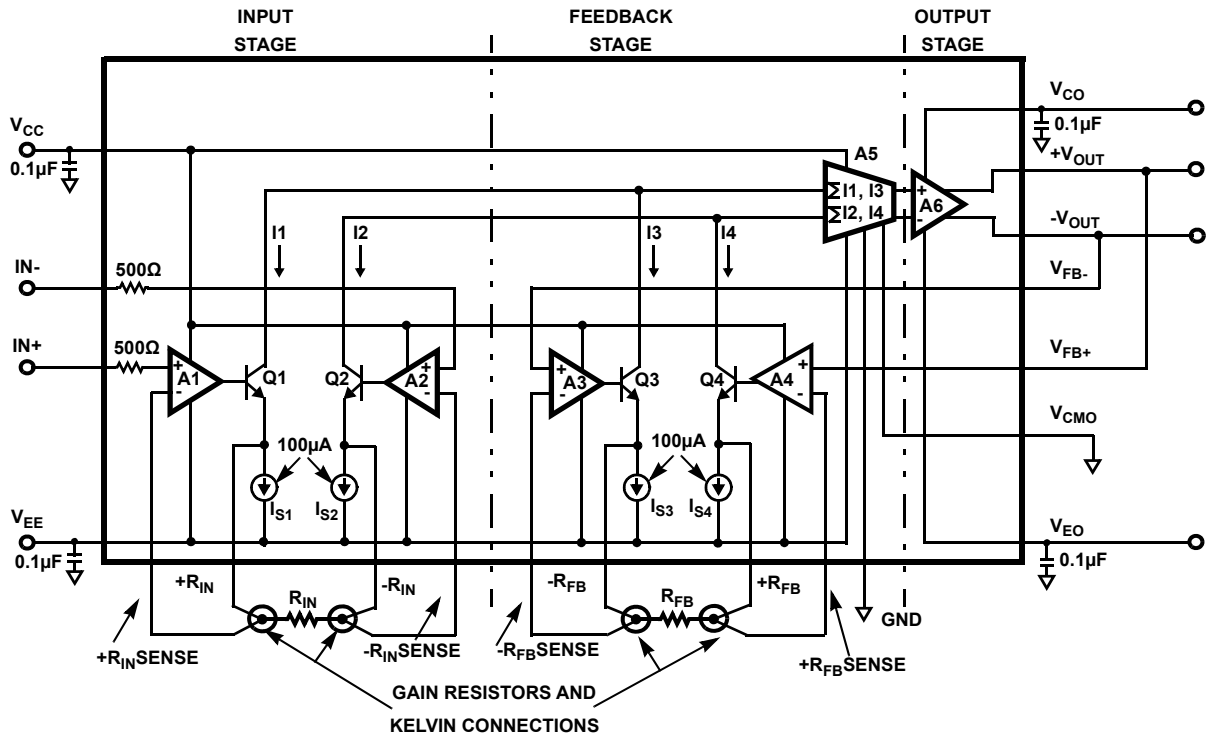 INPUT
STAGE
FEEDBACK
STAGE
OUTPUT
STAGE
VCC
0.1µF
VCO
0.1µF
A5
+VOUT
ΣI1, I3
ΣI2, I4
+
-
A6
-VOUT
I1
I2
I3
I4
IN-
500Ω
VFB-
IN+
500Ω
VFB+
+
-
A1
Q1
Q2
A2
+
-
+
-
A3
Q3
Q4
A4
+
-
VCMO
100µA
100µA
IS1
IS2
IS3
IS4
VEE
0.1µF
VEO
0.1µF
+RIN
-RIN
-RFB
+RFB
RIN
RFB
GND
+RINSENSE
-RINSENSE
-RFBSENSE
+RFBSENSE
GAIN RESISTORS AND
KELVIN CONNECTIONS